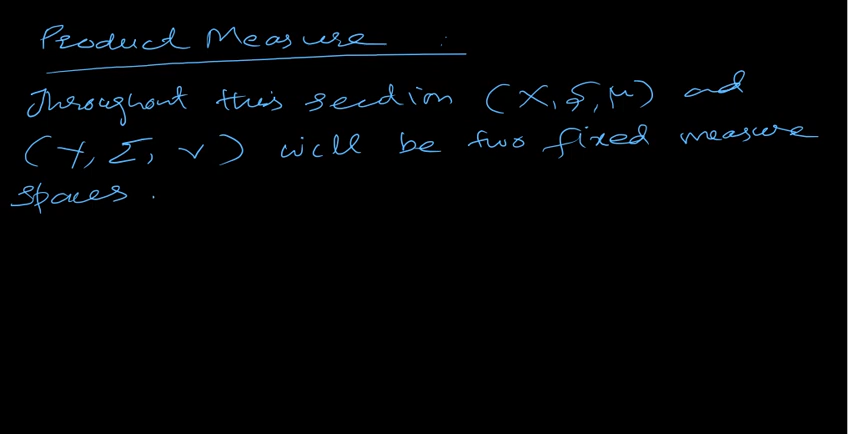 Product Measure
Throughout this section (X, S, μ) and
(Y, Σ, ν) will be two fixed measure
spaces.